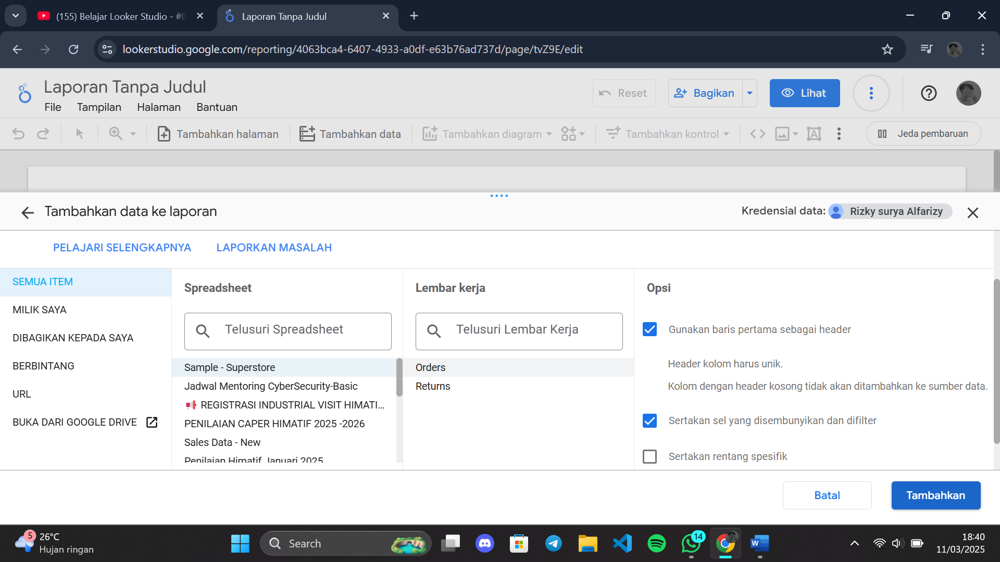 (155) Belajar Looker Studio - #0
Laporan Tanpa Judul
lookerstudio.google.com/reporting/4063bca4-6407-4933-a0df-e63b76ad737d/page/tvZ9E/edit
Laporan Tanpa Judul
File Tampilan Halaman Bantuan
Reset
Bagikan
Lihat
Tambahkan halaman
Tambahkan data
Tambahkan diagram
Tambahkan kontrol
Jeda pembaruan
Tambahkan data ke laporan
Kredensial data: Rizky surya Alfarizy
PELAJARI SELENGKAPNYA
LAPORKAN MASALAH
SEMUA ITEM
MILIK SAYA
DIBAGIKAN KEPADA SAYA
BERBINTANG
URL
BUKA DARI GOOGLE DRIVE
Spreadsheet
Telusuri Spreadsheet
Sample - Superstore
Jadwal Mentoring CyberSecurity-Basic
📢 REGISTRASI INDUSTRIAL VISIT HIMATI...
PENILAIAN CAPER HIMATIF 2025 -2026
Sales Data - New
Penilaian Himatif Januari 2025
Lembar kerja
Telusuri Lembar Kerja
Orders
Returns
Opsi
Gunakan baris pertama sebagai header
Header kolom harus unik.
Kolom dengan header kosong tidak akan ditambahkan ke sumber data.
Sertakan sel yang disembunyikan dan difilter
Sertakan rentang spesifik
Batal
Tambahkan
5
26°C
Hujan ringan
Search
14
18:40
11/03/2025